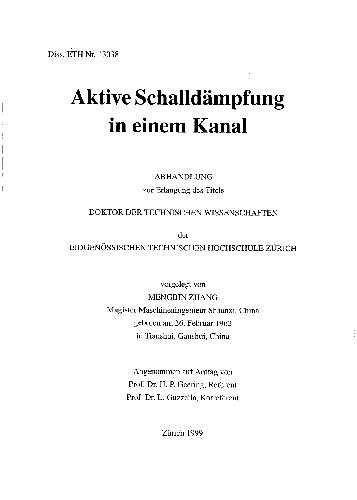 Diss. ETH Nr. 13038
Aktive Schalldämpfung
in einem Kanal
ABHANDLUNG
zur Erlangung des Titels
DOKTOR DER TECHNISCHEN WISSENSCHAFTEN
der
EIDGENÖSSISCHEN TECHNISCHEN HOCHSCHULE ZÜRICH
vorgelegt von
MENGBIN ZHANG
Magister Maschineningenieur Shaanxi, China
geboren am 26. Februar 1962
in Tianshui, China
Angenommen auf Antrag von
Prof. Dr. H. P. Geering, Referent
Prof. Dr. L. Guzzella, Korreferent
Zürich 1999